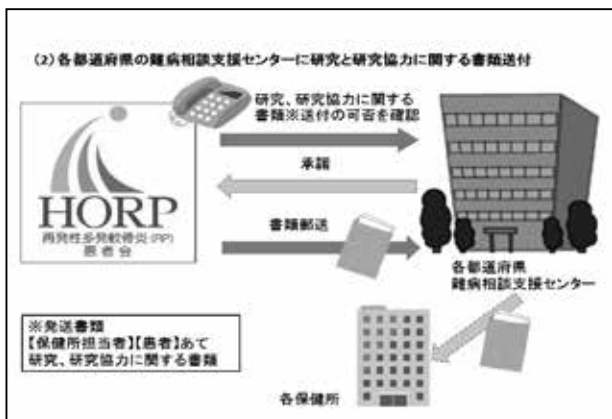 (2)各都道府県の難病相談支援センターに研究と研究協力に関する書類送付
研究、研究協力に関する
書類※送付の可否を確認
承諾
HORP
再発性多発軟骨炎(RP)
患者会
書類郵送
各都道府県
難病相談支援センター
※発送書類
【保健所担当者】【患者】あて
研究、研究協力に関する書類
各保健所